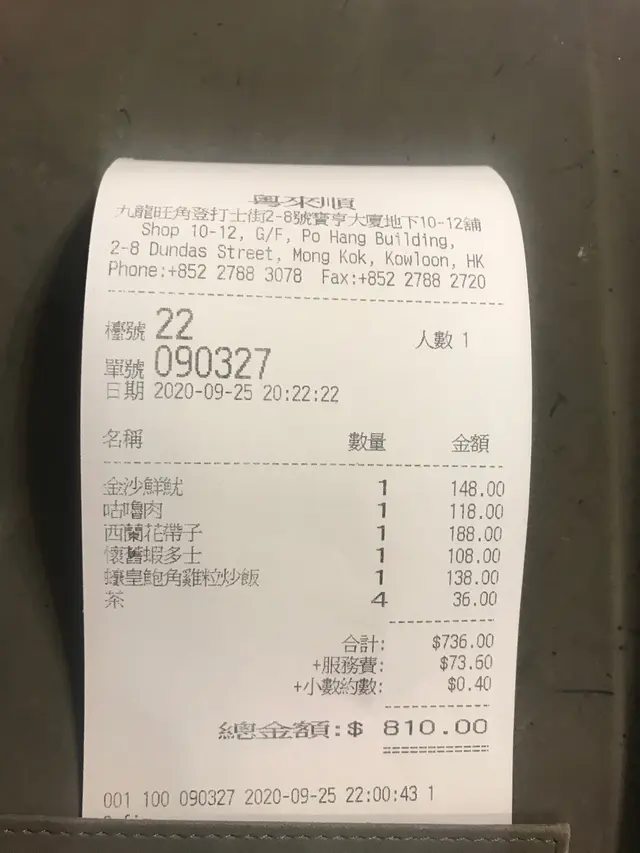 粵來順
九龍旺角登打士街2-8號寶亨大廈地下10-12舖
Shop 10-12, G/F, Po Hang Building,
2-8 Dundas Street, Mong Kok, Kowloon, HK
Phone:+852 2788 3078 Fax:+852 2788 2720
檯號 22 人數 1
單號 090327
日期 2020-09-25 20:22:22
名稱 數量 金額
金沙鮮魷 1 148.00
咕嚕肉 1 118.00
西蘭花帶子 1 188.00
懷舊蝦多士 1 108.00
蠔皇鮑角雞粒炒飯 1 138.00
茶 4 36.00
合計: $736.00
+服務費: $73.60
+小數約數: $0.40
總金額:$ 810.00
001 100 090327 2020-09-25 22:00:43 1